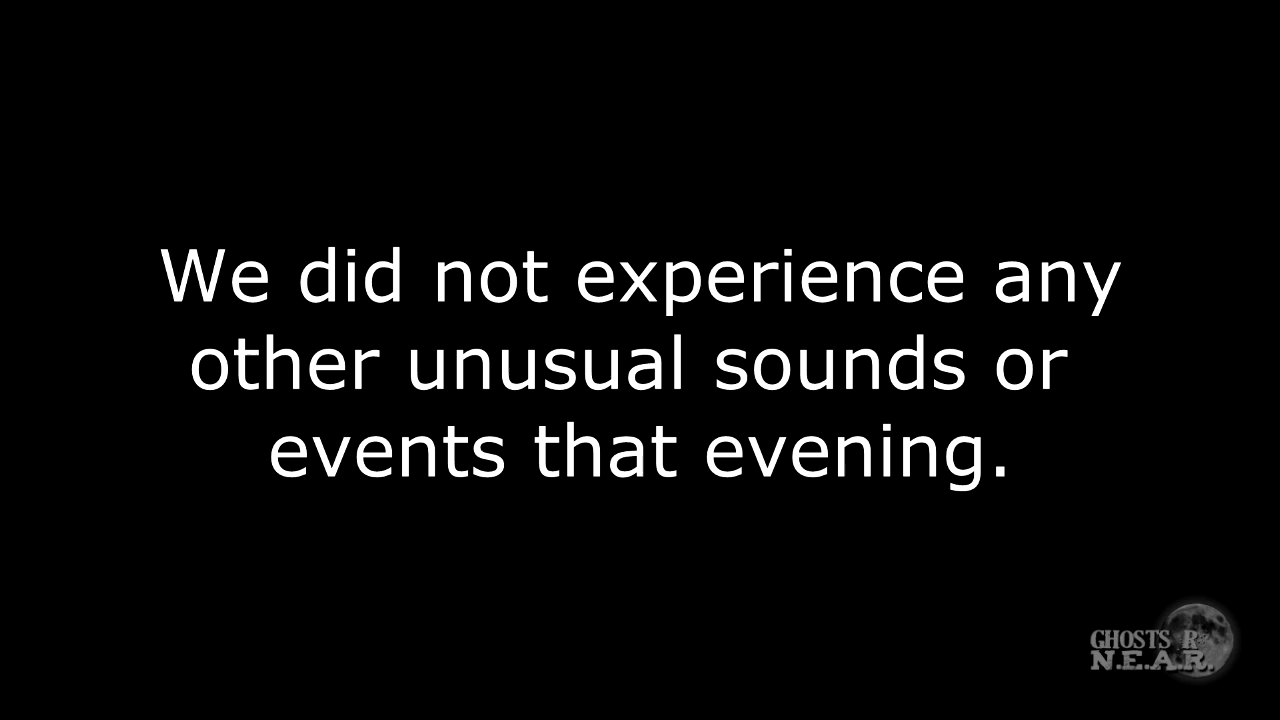 We did not experience any
other unusual sounds or
events that evening.
GHOSTS R
N.E.A.R.